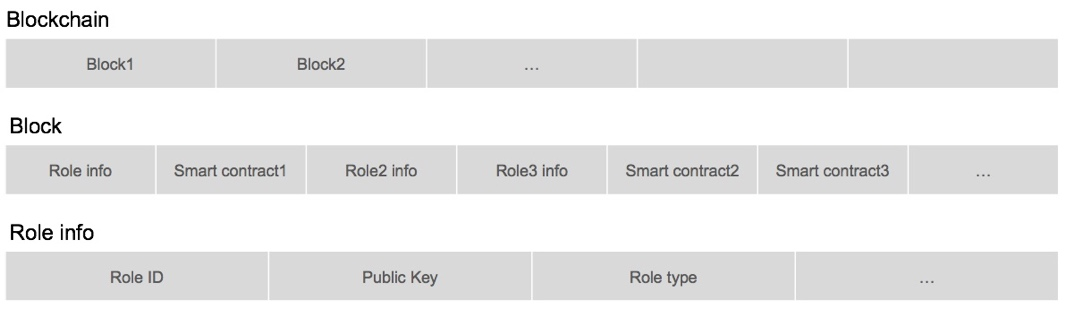 Blockchain
Block1 Block2 …
Block
Role info Smart contract1 Role2 info Role3 info Smart contract2 Smart contract3 …
Role info
Role ID Public Key Role type …